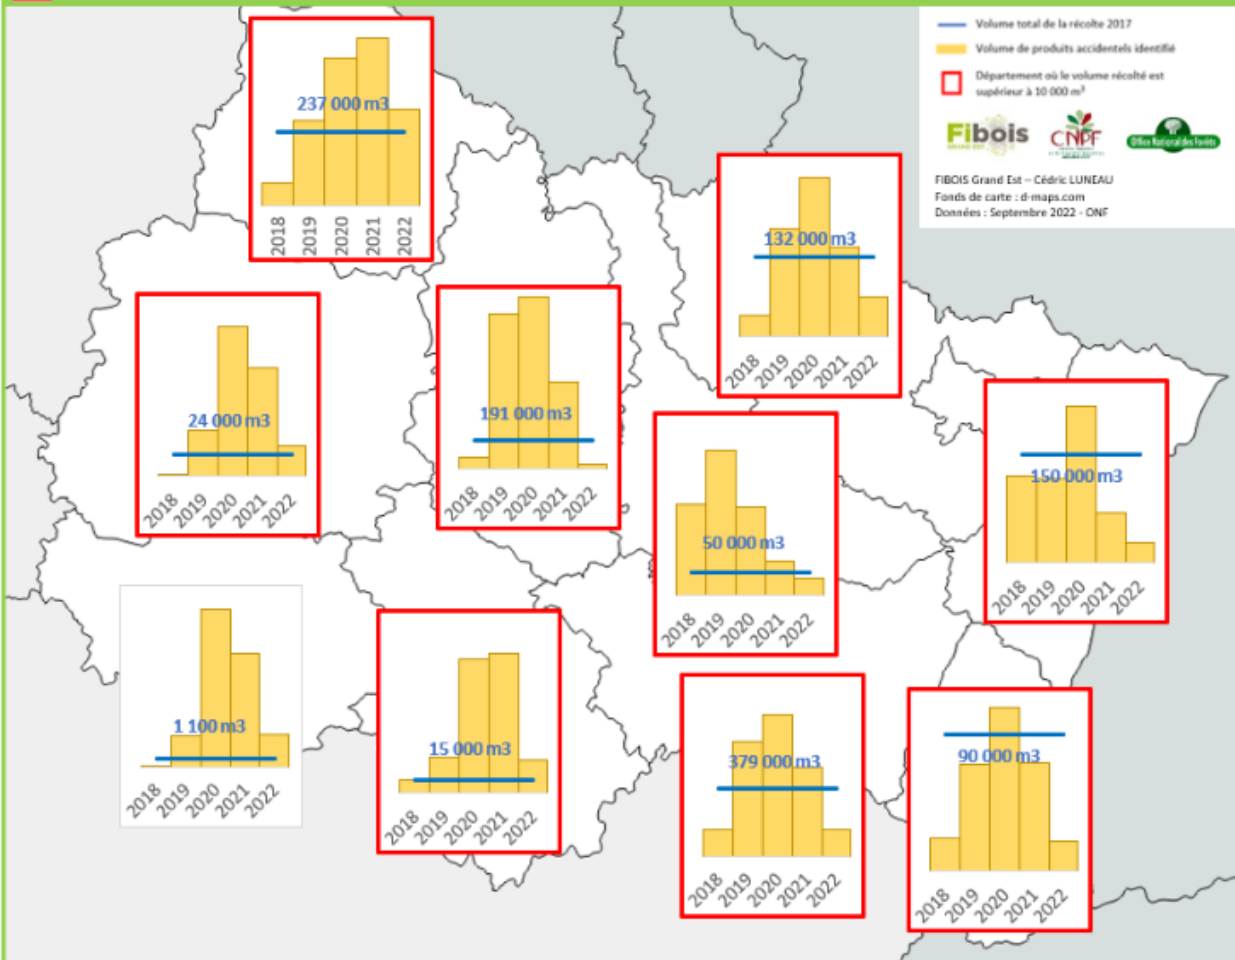 Volume total de la récolte 2017
Volume de produits accidentels identifié
Département où le volume récolté est
supérieur à 10 000 m³
Fibois
GRAND EST
CNPF
Office National des Forêts
FIBOIS Grand Est – Cédric LUNEAU
Fonds de carte : d-maps.com
Données : Septembre 2022 - ONF
237 000 m3
2018 2019 2020 2021 2022
132 000 m3
2018 2019 2020 2021 2022
24 000 m3
2018 2019 2020 2021 2022
191 000 m3
2018 2019 2020 2021 2022
150 000 m3
2018 2019 2020 2021 2022
50 000 m3
2018 2019 2020 2021 2022
1 100 m3
2018 2019 2020 2021 2022
15 000 m3
2018 2019 2020 2021 2022
379 000 m3
2018 2019 2020 2021 2022
90 000 m3
2018 2019 2020 2021 2022